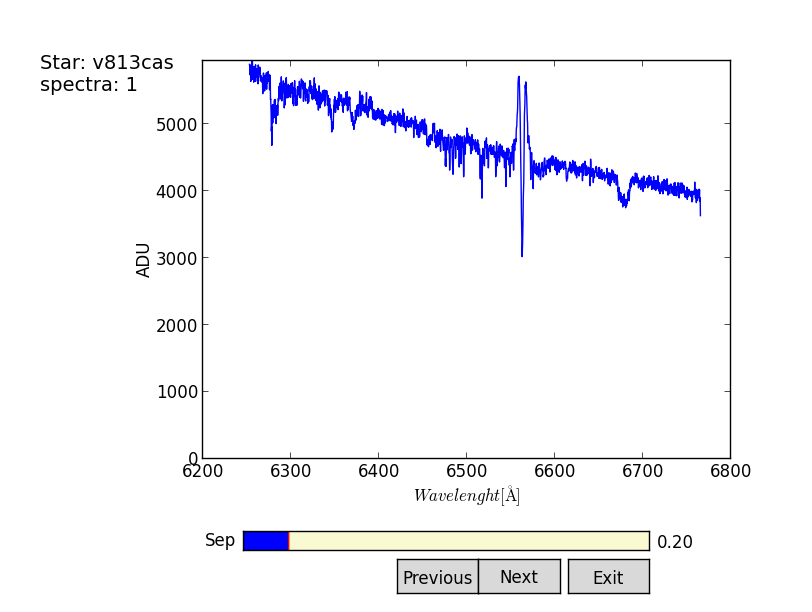 Star: v813cas
spectra: 1
5000
4000
3000
2000
1000
0
ADU
6200 6300 6400 6500 6600 6700 6800
Wavelenght[Å]
Sep 0.20
Previous Next Exit